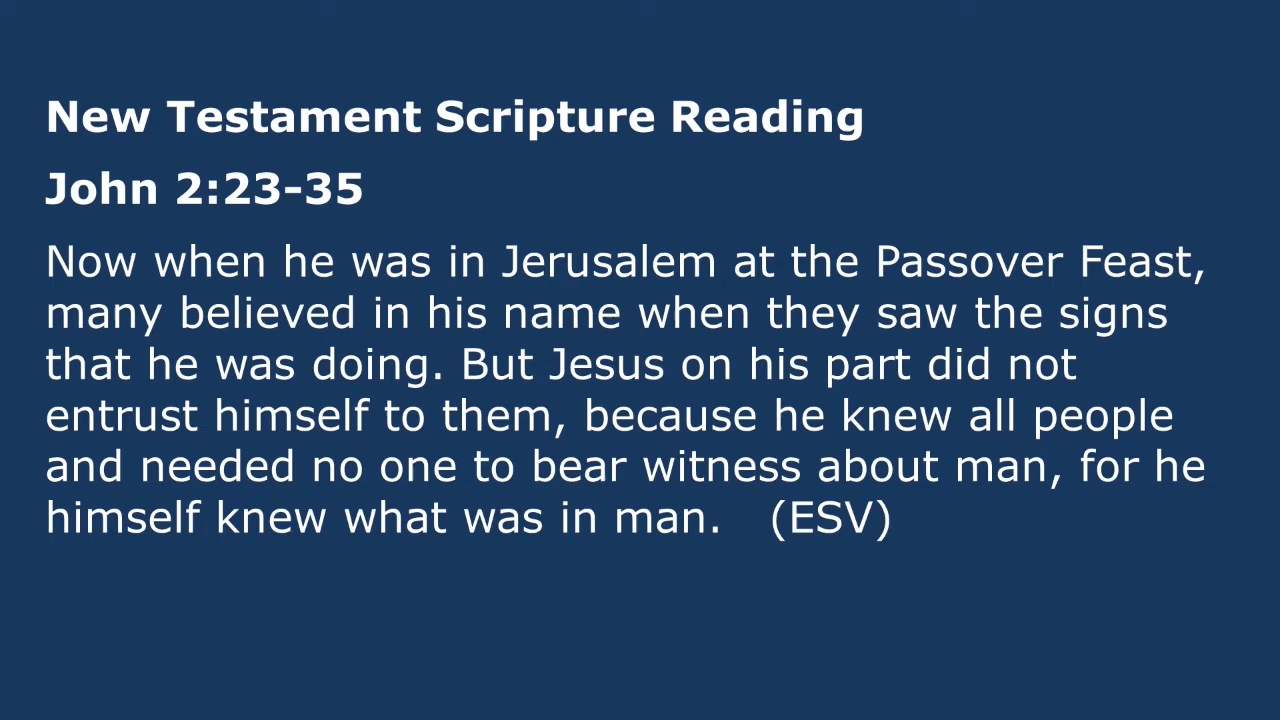 New Testament Scripture Reading
John 2:23-35
Now when he was in Jerusalem at the Passover Feast,
many believed in his name when they saw the signs
that he was doing. But Jesus on his part did not
entrust himself to them, because he knew all people
and needed no one to bear witness about man, for he
himself knew what was in man. (ESV)